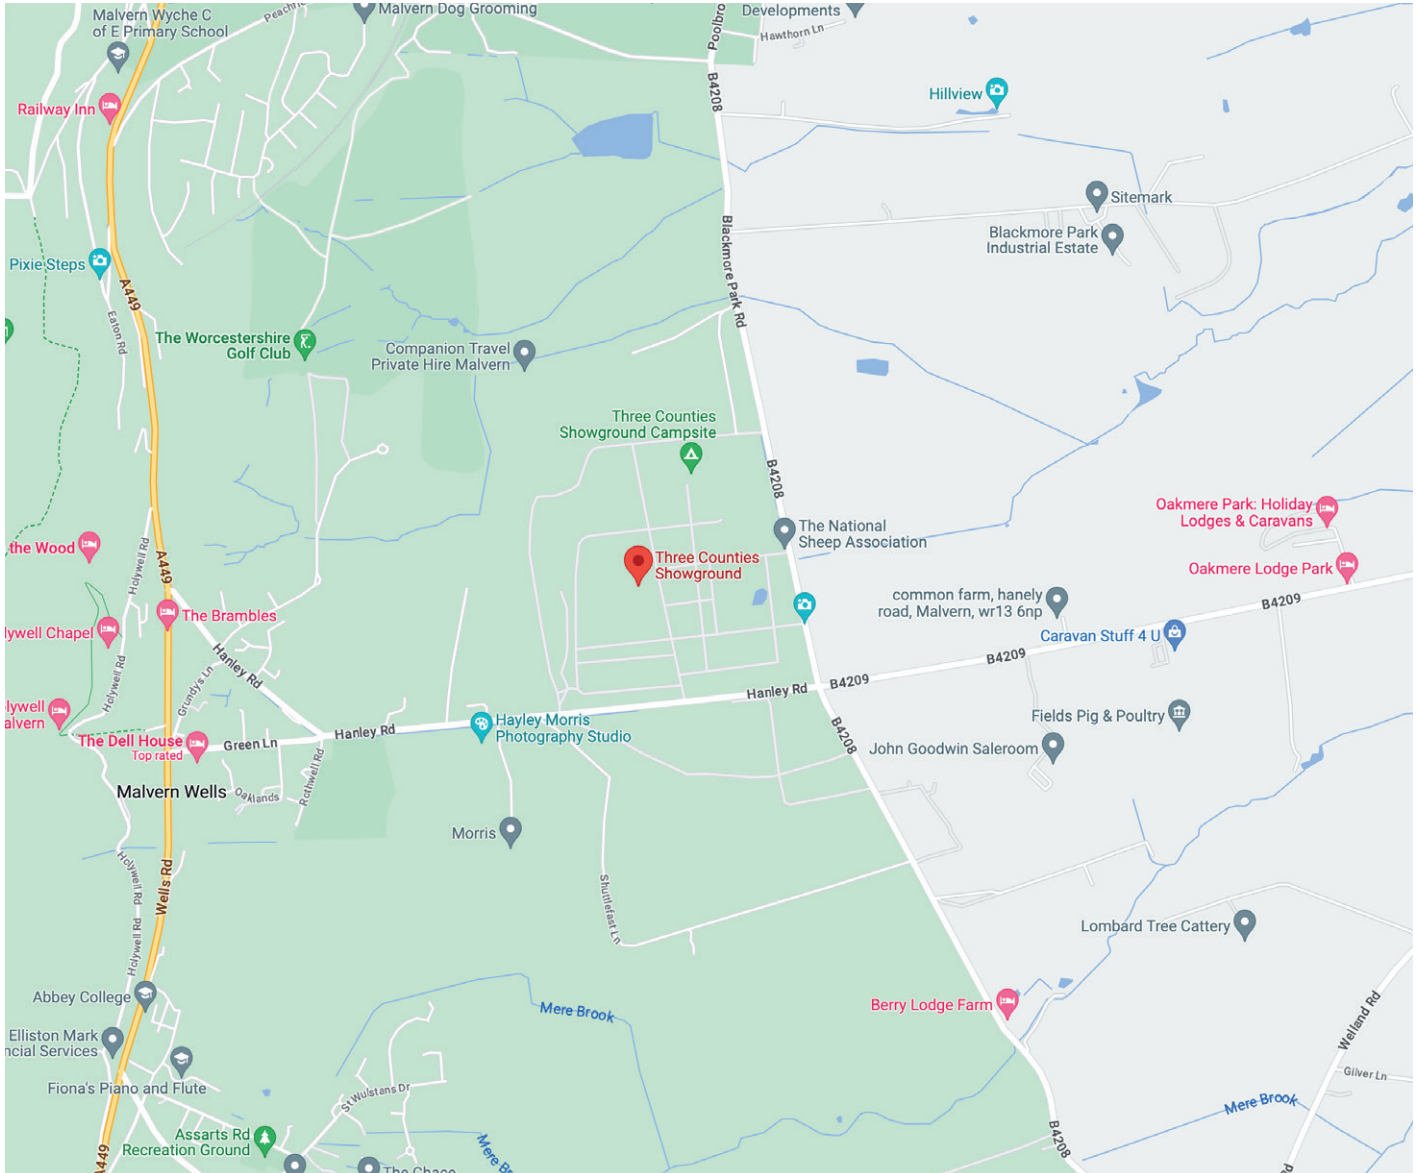 Malvern Wyche C
of E Primary School
Peachf
Malvern Dog Grooming
Developments
Hawthorn Ln
Poolbro
B4208
Railway Inn
Hillview
Sitemark
Blackmore Park
Industrial Estate
Blackmore Park Rd
Pixie Steps
A449
Eaton Rd
The Worcestershire
Golf Club
Companion Travel
Private Hire Malvern
Three Counties
Showground Campsite
B4208
The National
Sheep Association
Oakmere Park: Holiday
Lodges & Caravans
Oakmere Lodge Park
the Wood
Holywell Rd
A449
Three Counties
Showground
common farm, hanely
road, Malvern, wr13 6np
B4209
The Brambles
lywell Chapel
Caravan Stuff 4 U
B4209
Hanley Rd
Grundy's Ln
Holywell Rd
B4209
Hanley Rd
lywell
alvern
The Dell House
Top rated
Green Ln
Hanley Rd
Hayley Morris
Photography Studio
B4208
Fields Pig & Poultry
John Goodwin Saleroom
Rothwell Rd
Malvern Wells
Oaklands
Morris
Holywell Rd
Wells Rd
Shuttlefast Ln
Lombard Tree Cattery
Holywell Rd
Abbey College
Mere Brook
Berry Lodge Farm
Welland Rd
Elliston Mark
ncial Services
Fiona's Piano and Flute
St Wulstans Dr
Gilver Ln
Mere Brook
Assarts Rd
Recreation Ground
A449
Mere Br
The Chace
B4208
Rd